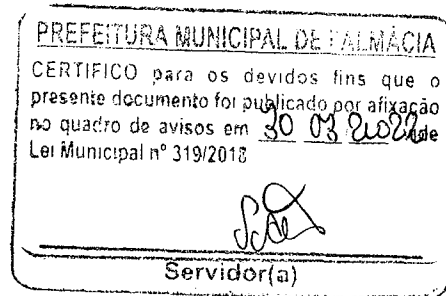 PREFEITURA MUNICIPAL DE PALMÁCIA
CERTIFICO para os devidos fins que o
presente documento foi publicado por afixação
no quadro de avisos em 30 03 2022 de
Lei Municipal nº 319/2018
Servidor(a)